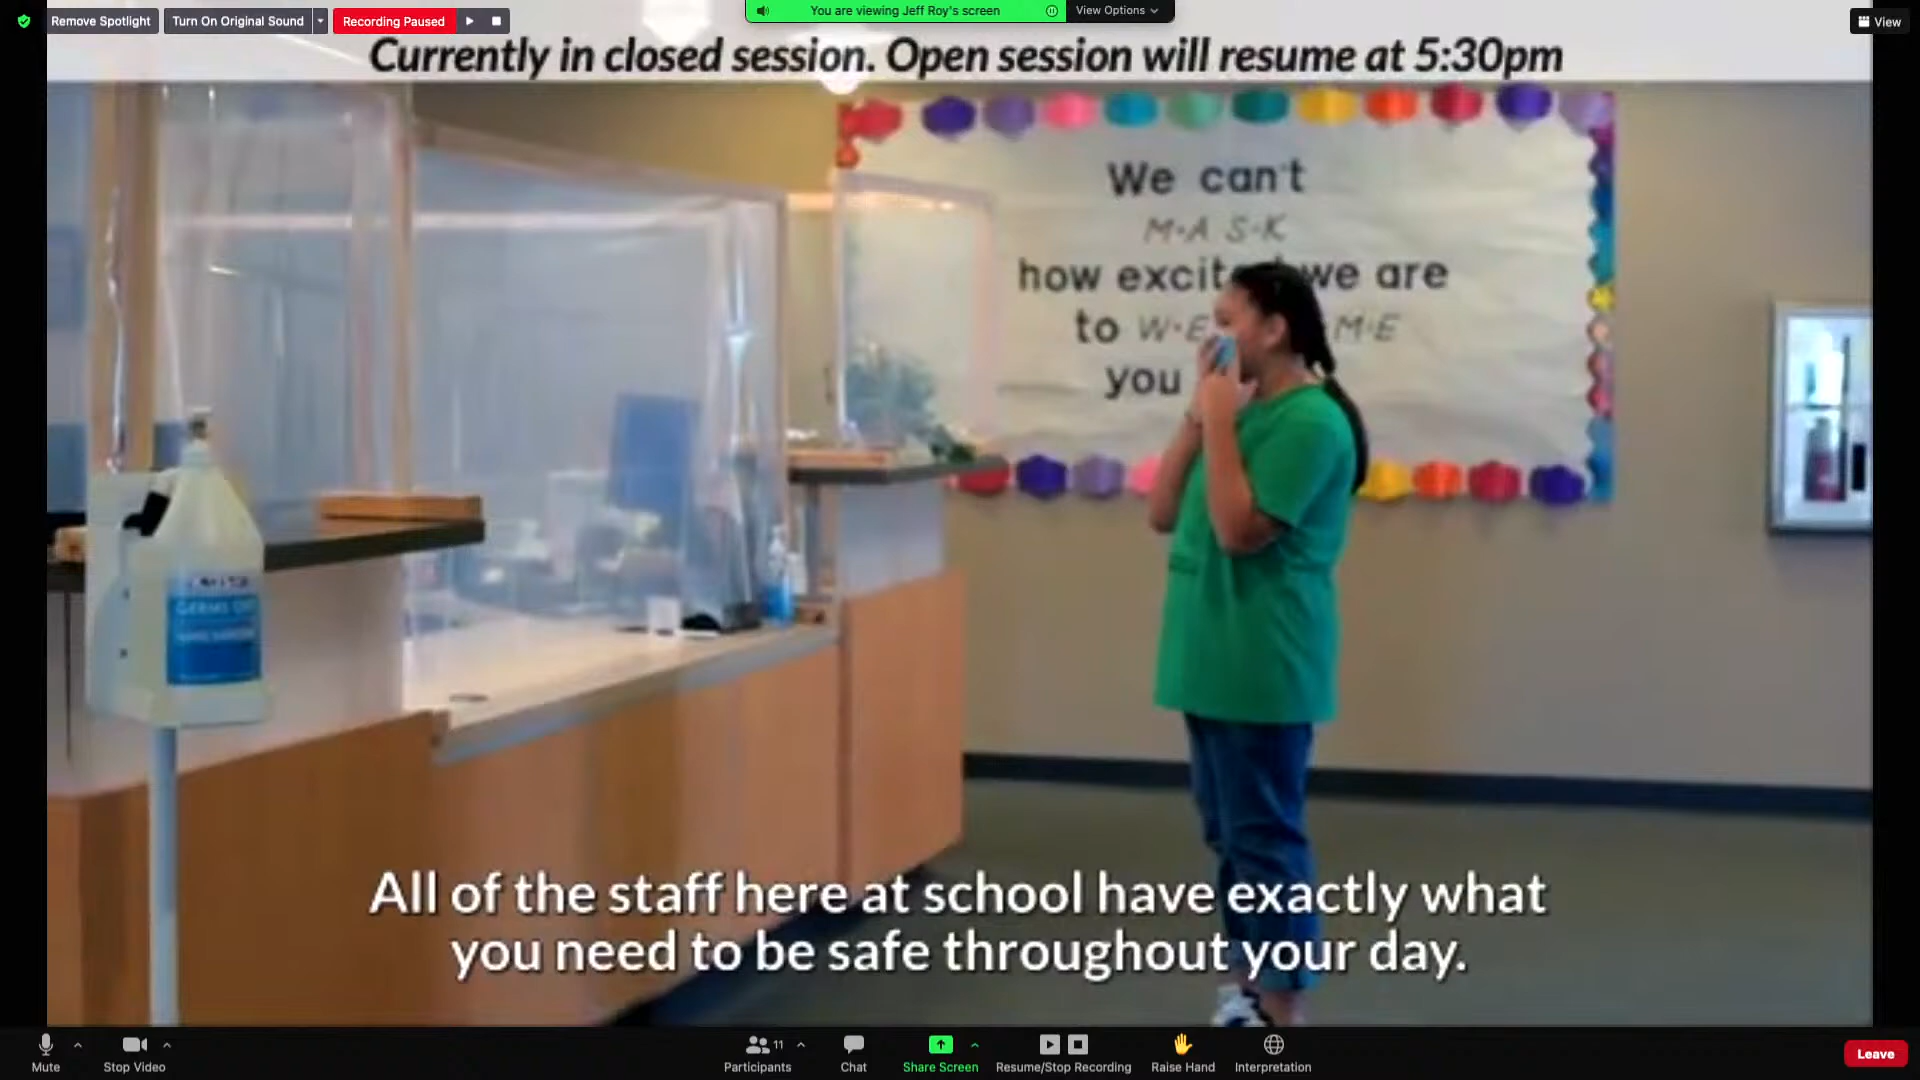 Remove Spotlight
Turn On Original Sound
Recording Paused
You are viewing Jeff Roy's screen
View Options
View
Currently in closed session. Open session will resume at 5:30pm
We can't
M·A S·K
how excited we are
to W·E M·E
you
GERMS
All of the staff here at school have exactly what
you need to be safe throughout your day.
Mute
Stop Video
Participants
11
Chat
Share Screen
Resume/Stop Recording
Raise Hand
Interpretation
Leave